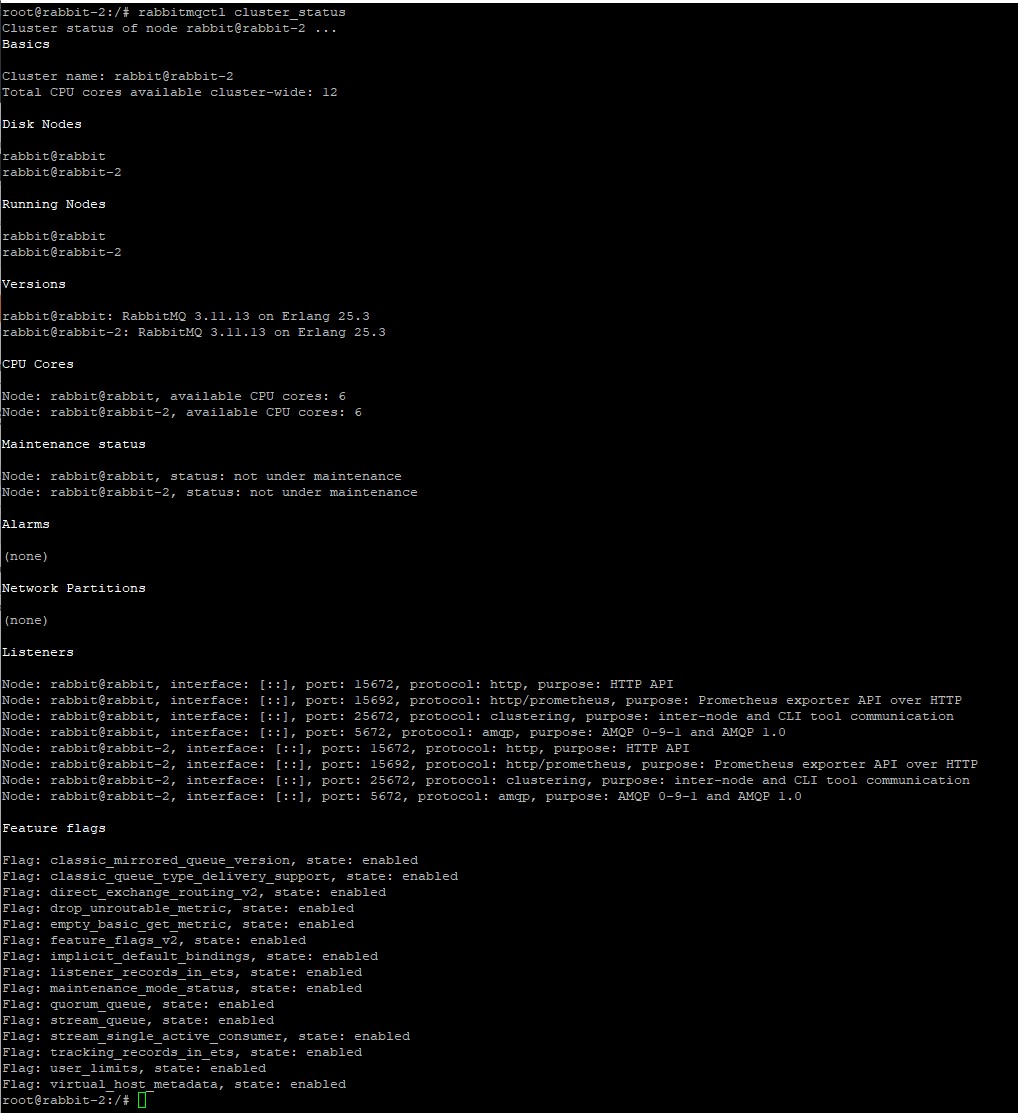 root@rabbit-2:/# rabbitmqctl cluster_status
Cluster status of node rabbit@rabbit-2 ...
Basics
Cluster name: rabbit@rabbit-2
Total CPU cores available cluster-wide: 12
Disk Nodes
rabbit@rabbit
rabbit@rabbit-2
Running Nodes
rabbit@rabbit
rabbit@rabbit-2
Versions
rabbit@rabbit: RabbitMQ 3.11.13 on Erlang 25.3
rabbit@rabbit-2: RabbitMQ 3.11.13 on Erlang 25.3
CPU Cores
Node: rabbit@rabbit, available CPU cores: 6
Node: rabbit@rabbit-2, available CPU cores: 6
Maintenance status
Node: rabbit@rabbit, status: not under maintenance
Node: rabbit@rabbit-2, status: not under maintenance
Alarms
(none)
Network Partitions
(none)
Listeners
Node: rabbit@rabbit, interface: [::], port: 15672, protocol: http, purpose: HTTP API
Node: rabbit@rabbit, interface: [::], port: 15692, protocol: http/prometheus, purpose: Prometheus exporter API over HTTP
Node: rabbit@rabbit, interface: [::], port: 25672, protocol: clustering, purpose: inter-node and CLI tool communication
Node: rabbit@rabbit, interface: [::], port: 5672, protocol: amqp, purpose: AMQP 0-9-1 and AMQP 1.0
Node: rabbit@rabbit-2, interface: [::], port: 15672, protocol: http, purpose: HTTP API
Node: rabbit@rabbit-2, interface: [::], port: 15692, protocol: http/prometheus, purpose: Prometheus exporter API over HTTP
Node: rabbit@rabbit-2, interface: [::], port: 25672, protocol: clustering, purpose: inter-node and CLI tool communication
Node: rabbit@rabbit-2, interface: [::], port: 5672, protocol: amqp, purpose: AMQP 0-9-1 and AMQP 1.0
Feature flags
Flag: classic_mirrored_queue_version, state: enabled
Flag: classic_queue_type_delivery_support, state: enabled
Flag: direct_exchange_routing_v2, state: enabled
Flag: drop_unroutable_metric, state: enabled
Flag: empty_basic_get_metric, state: enabled
Flag: feature_flags_v2, state: enabled
Flag: implicit_default_bindings, state: enabled
Flag: listener_records_in_ets, state: enabled
Flag: maintenance_mode_status, state: enabled
Flag: quorum_queue, state: enabled
Flag: stream_queue, state: enabled
Flag: stream_single_active_consumer, state: enabled
Flag: tracking_records_in_ets, state: enabled
Flag: user_limits, state: enabled
Flag: virtual_host_metadata, state: enabled
root@rabbit-2:/#